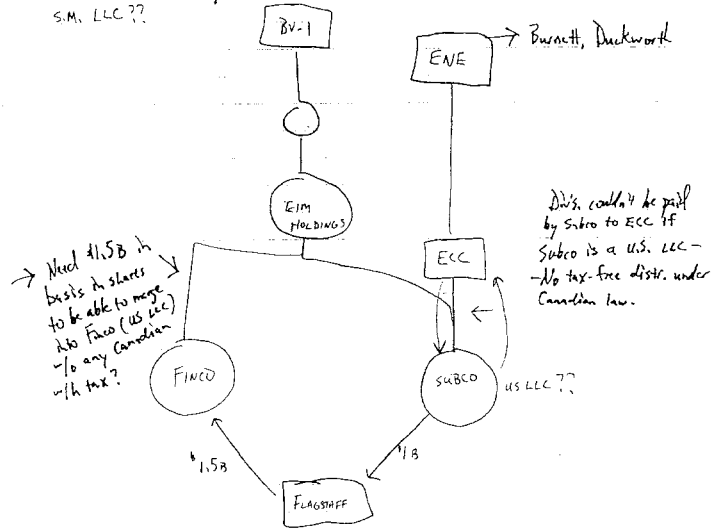 S.M. LLC ??
BV-1
ENE
Burnett, Duckworth
EIM
HOLDINGS
Div's. couldn't be paid
by Subco to ECC if
Subco is a U.S. LLC -
- No tax-free distr. under
Canadian law.
Need $1.5B in
basis in shares
to be able to merge
into Finco (US LLC)
w/o any Canadian
w/h tax?
ECC
FINCO
SUBCO
US LLC ??
$1.5B
$1B
FLAGSTAFF